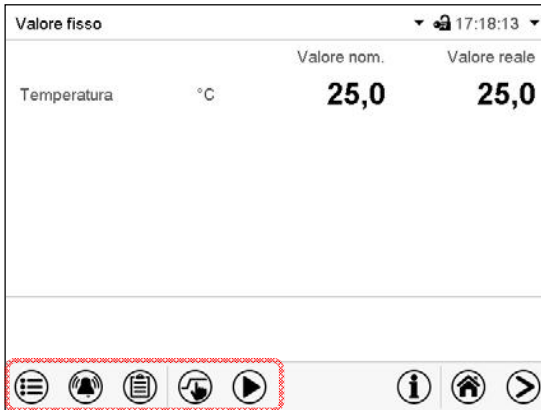 Valore fisso 17:18:13
Valore nom. Valore reale
Temperatura °C 25,0 25,0